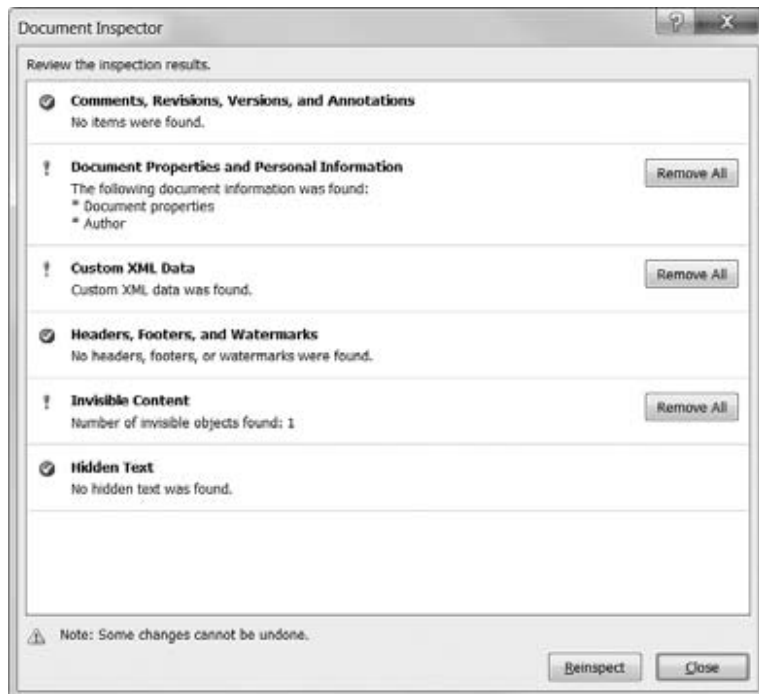 Document Inspector
Review the inspection results.
Comments, Revisions, Versions, and Annotations
No items were found.
Document Properties and Personal Information
Remove All
The following document information was found:
* Document properties
* Author
Custom XML Data
Remove All
Custom XML data was found.
Headers, Footers, and Watermarks
No headers, footers, or watermarks were found.
Invisible Content
Remove All
Number of invisible objects found: 1
Hidden Text
No hidden text was found.
Note: Some changes cannot be undone.
Reinspect Close